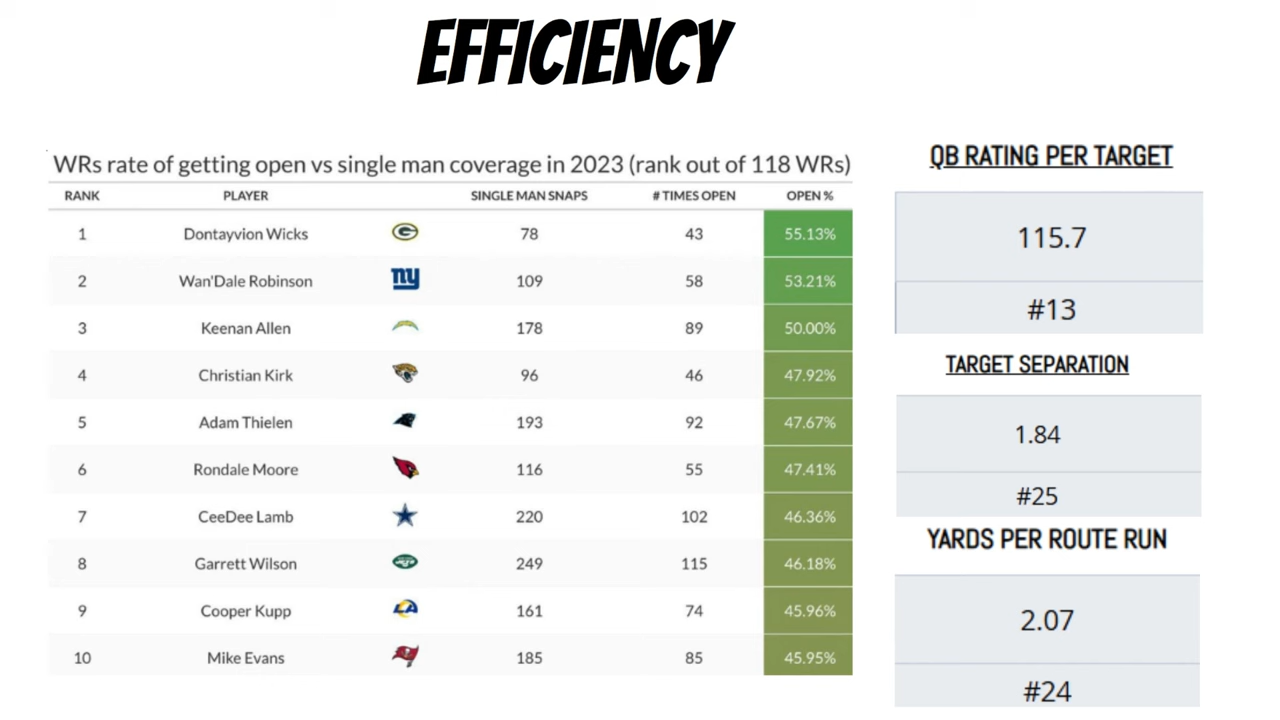 EFFICIENCY
WRs rate of getting open vs single man coverage in 2023 (rank out of 118 WRs)
RANK PLAYER SINGLE MAN SNAPS # TIMES OPEN OPEN %
1 Dontayvion Wicks G 78 43 55.13%
2 Wan'Dale Robinson ny 109 58 53.21%
3 Keenan Allen 178 89 50.00%
4 Christian Kirk 96 46 47.92%
5 Adam Thielen 193 92 47.67%
6 Rondale Moore 116 55 47.41%
7 CeeDee Lamb 220 102 46.36%
8 Garrett Wilson 249 115 46.18%
9 Cooper Kupp LA 161 74 45.96%
10 Mike Evans 185 85 45.95%
QB RATING PER TARGET
115.7
#13
TARGET SEPARATION
1.84
#25
YARDS PER ROUTE RUN
2.07
#24